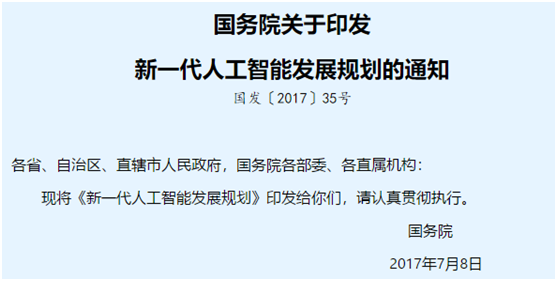 国务院关于印发
新一代人工智能发展规划的通知
国发〔2017〕35号
各省、自治区、直辖市人民政府，国务院各部委、各直属机构：
现将《新一代人工智能发展规划》印发给你们，请认真贯彻执行。
国务院
2017年7月8日